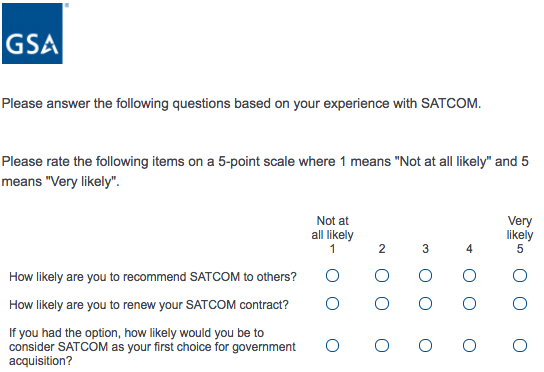 GSA
Please answer the following questions based on your experience with SATCOM.
Please rate the following items on a 5-point scale where 1 means "Not at all likely" and 5
means "Very likely".
Not at
all likely
1
2
3
4
Very
likely
5
How likely are you to recommend SATCOM to others?
How likely are you to renew your SATCOM contract?
If you had the option, how likely would you be to
consider SATCOM as your first choice for government
acquisition?